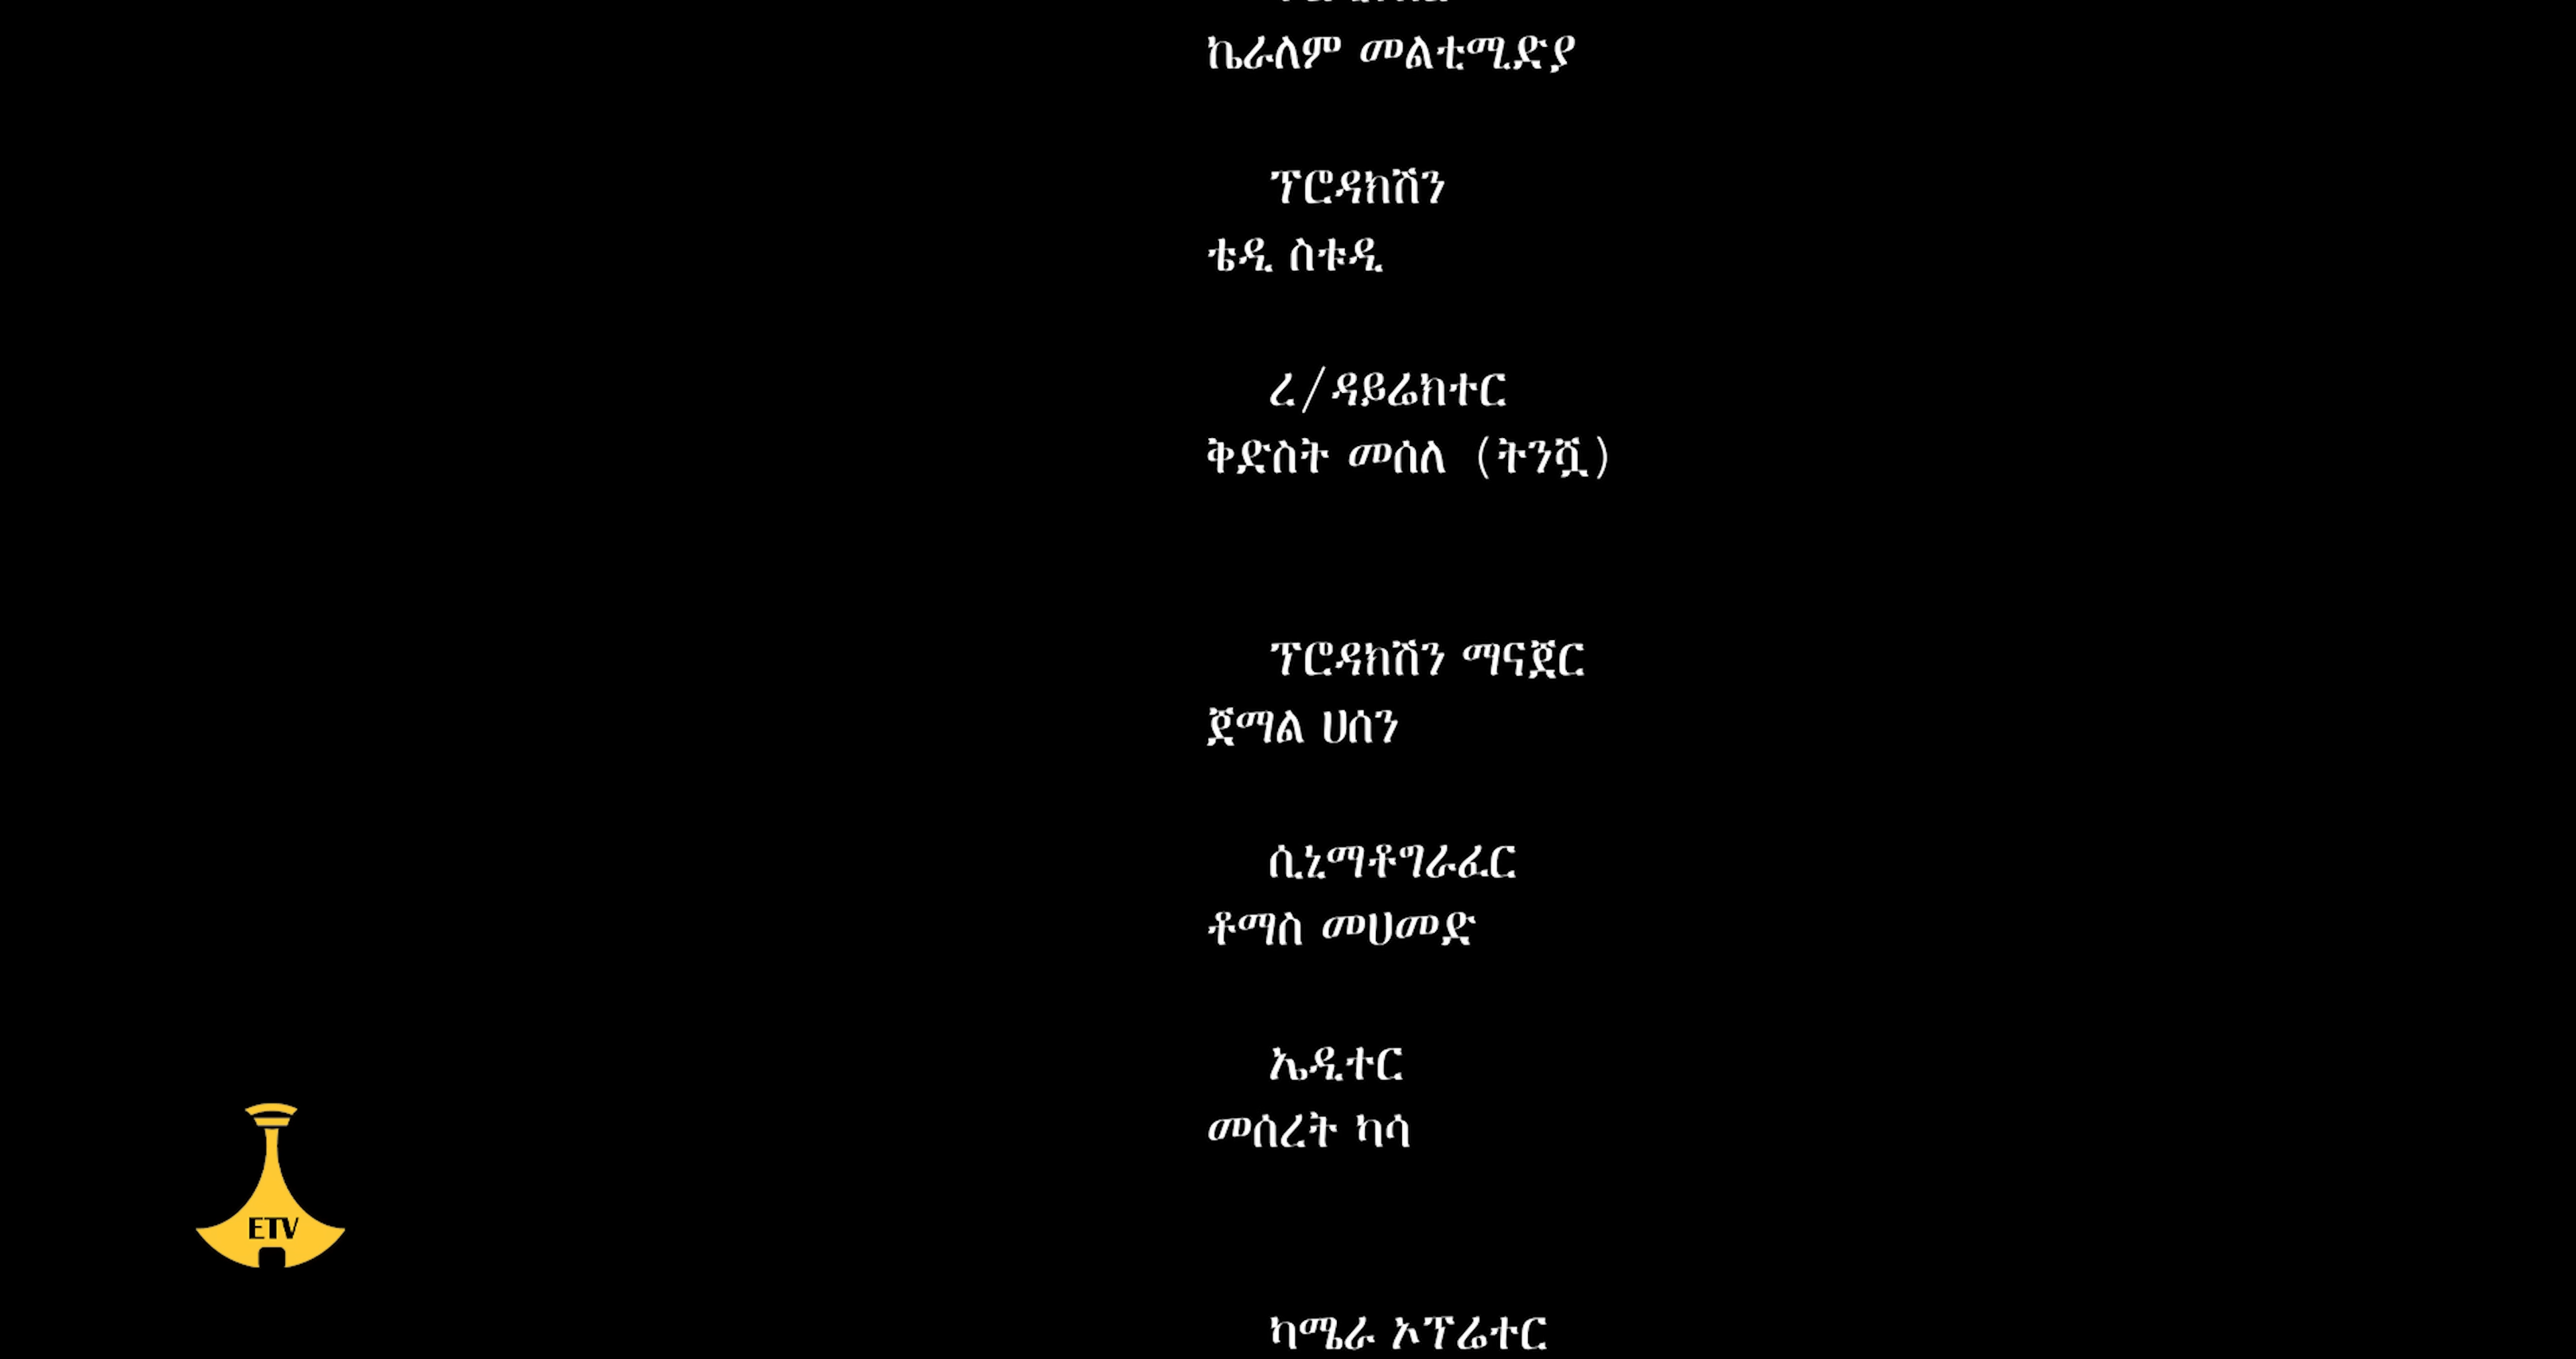 ኬራለም መልቲሚድያ
ፕሮዳክሽን
ቴዲ ስቱዲ
ረ/ዳይሬክተር
ቅድስት መሰለ (ትንሿ)
ፕሮዳክሽን ማናጀር
ጀማል ሀሰን
ሲኒማቶግራፈር
ቶማስ መሀመድ
ኤዲተር
መሰረት ካሳ
ETV
ካሜራ ኦፕሬተር